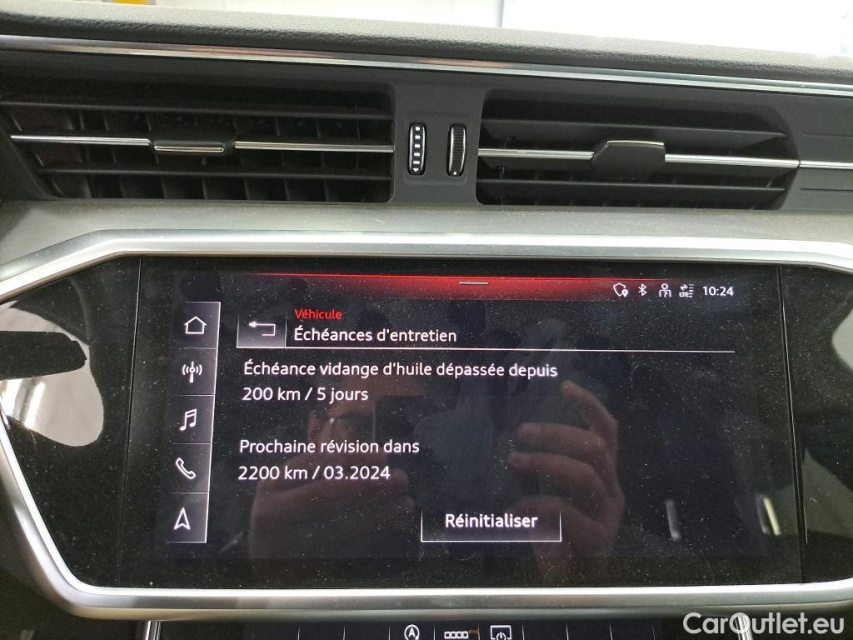 10:24
Véhicule
Échéances d'entretien
Échéance vidange d'huile dépassée depuis
200 km / 5 jours
Prochaine révision dans
2200 km / 03.2024
Réinitialiser
CarOutlet.eu